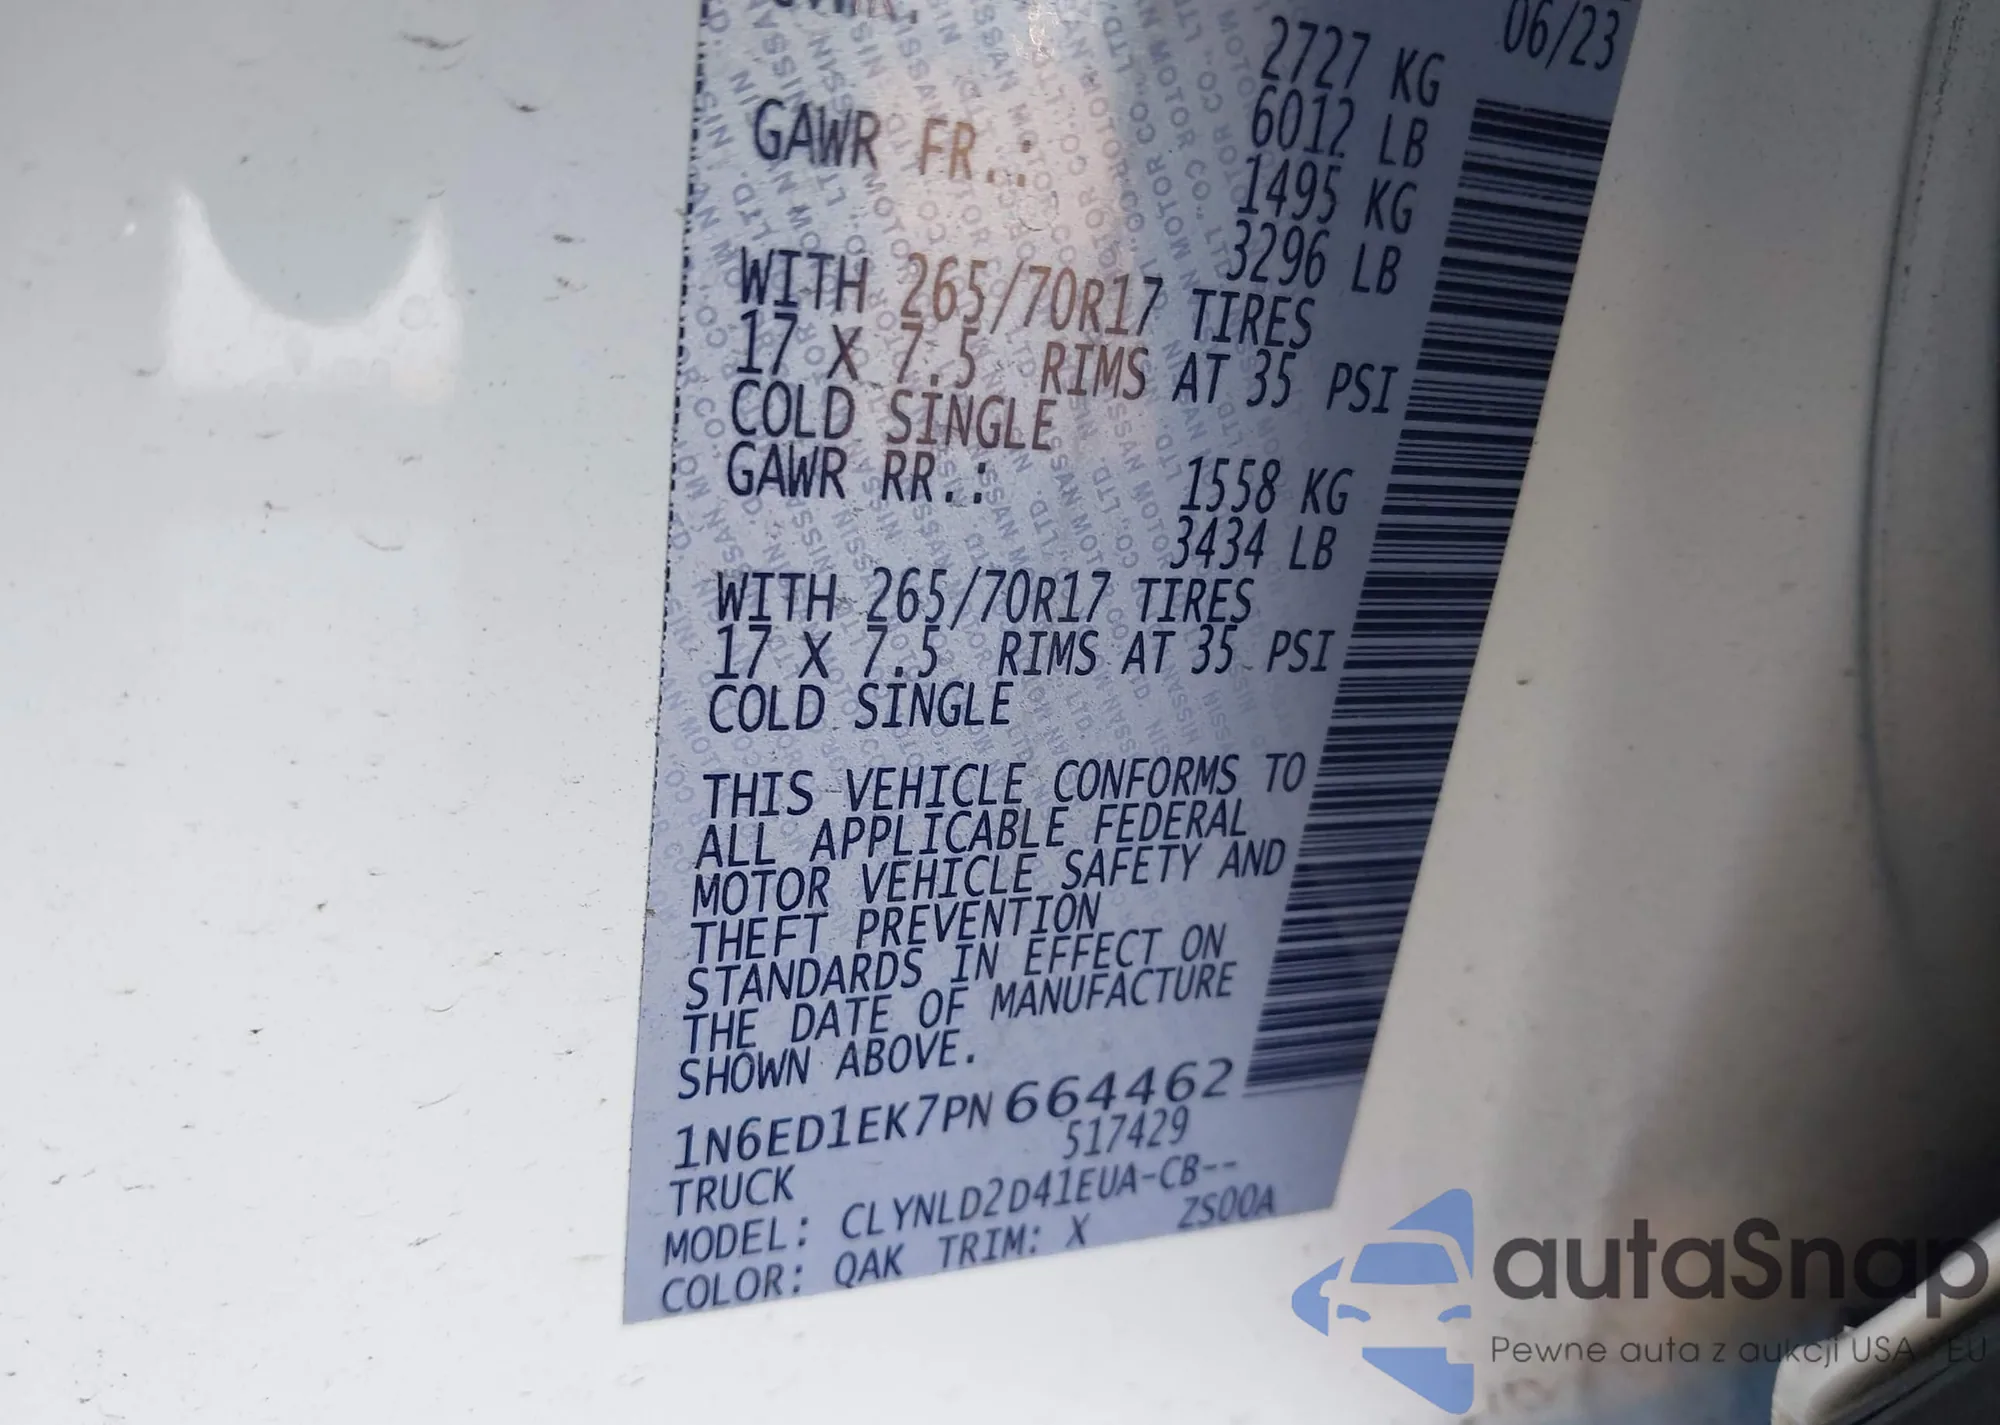 06/23
2727 KG
6012 LB
GAWR FR.: 1495 KG
3296 LB
WITH 265/70R17 TIRES
17 X 7.5 RIMS AT 35 PSI
COLD SINGLE
GAWR RR.: 1558 KG
3434 LB
WITH 265/70R17 TIRES
17 X 7.5 RIMS AT 35 PSI
COLD SINGLE
THIS VEHICLE CONFORMS TO
ALL APPLICABLE FEDERAL
MOTOR VEHICLE SAFETY AND
THEFT PREVENTION
STANDARDS IN EFFECT ON
THE DATE OF MANUFACTURE
SHOWN ABOVE.
1N6ED1EK7PN664462
517429
TRUCK
MODEL: CLYNLD2D41EUA-CB--
COLOR: QAK TRIM: X ZS00A
autaSnap
Pewne auta z aukcji USA EU